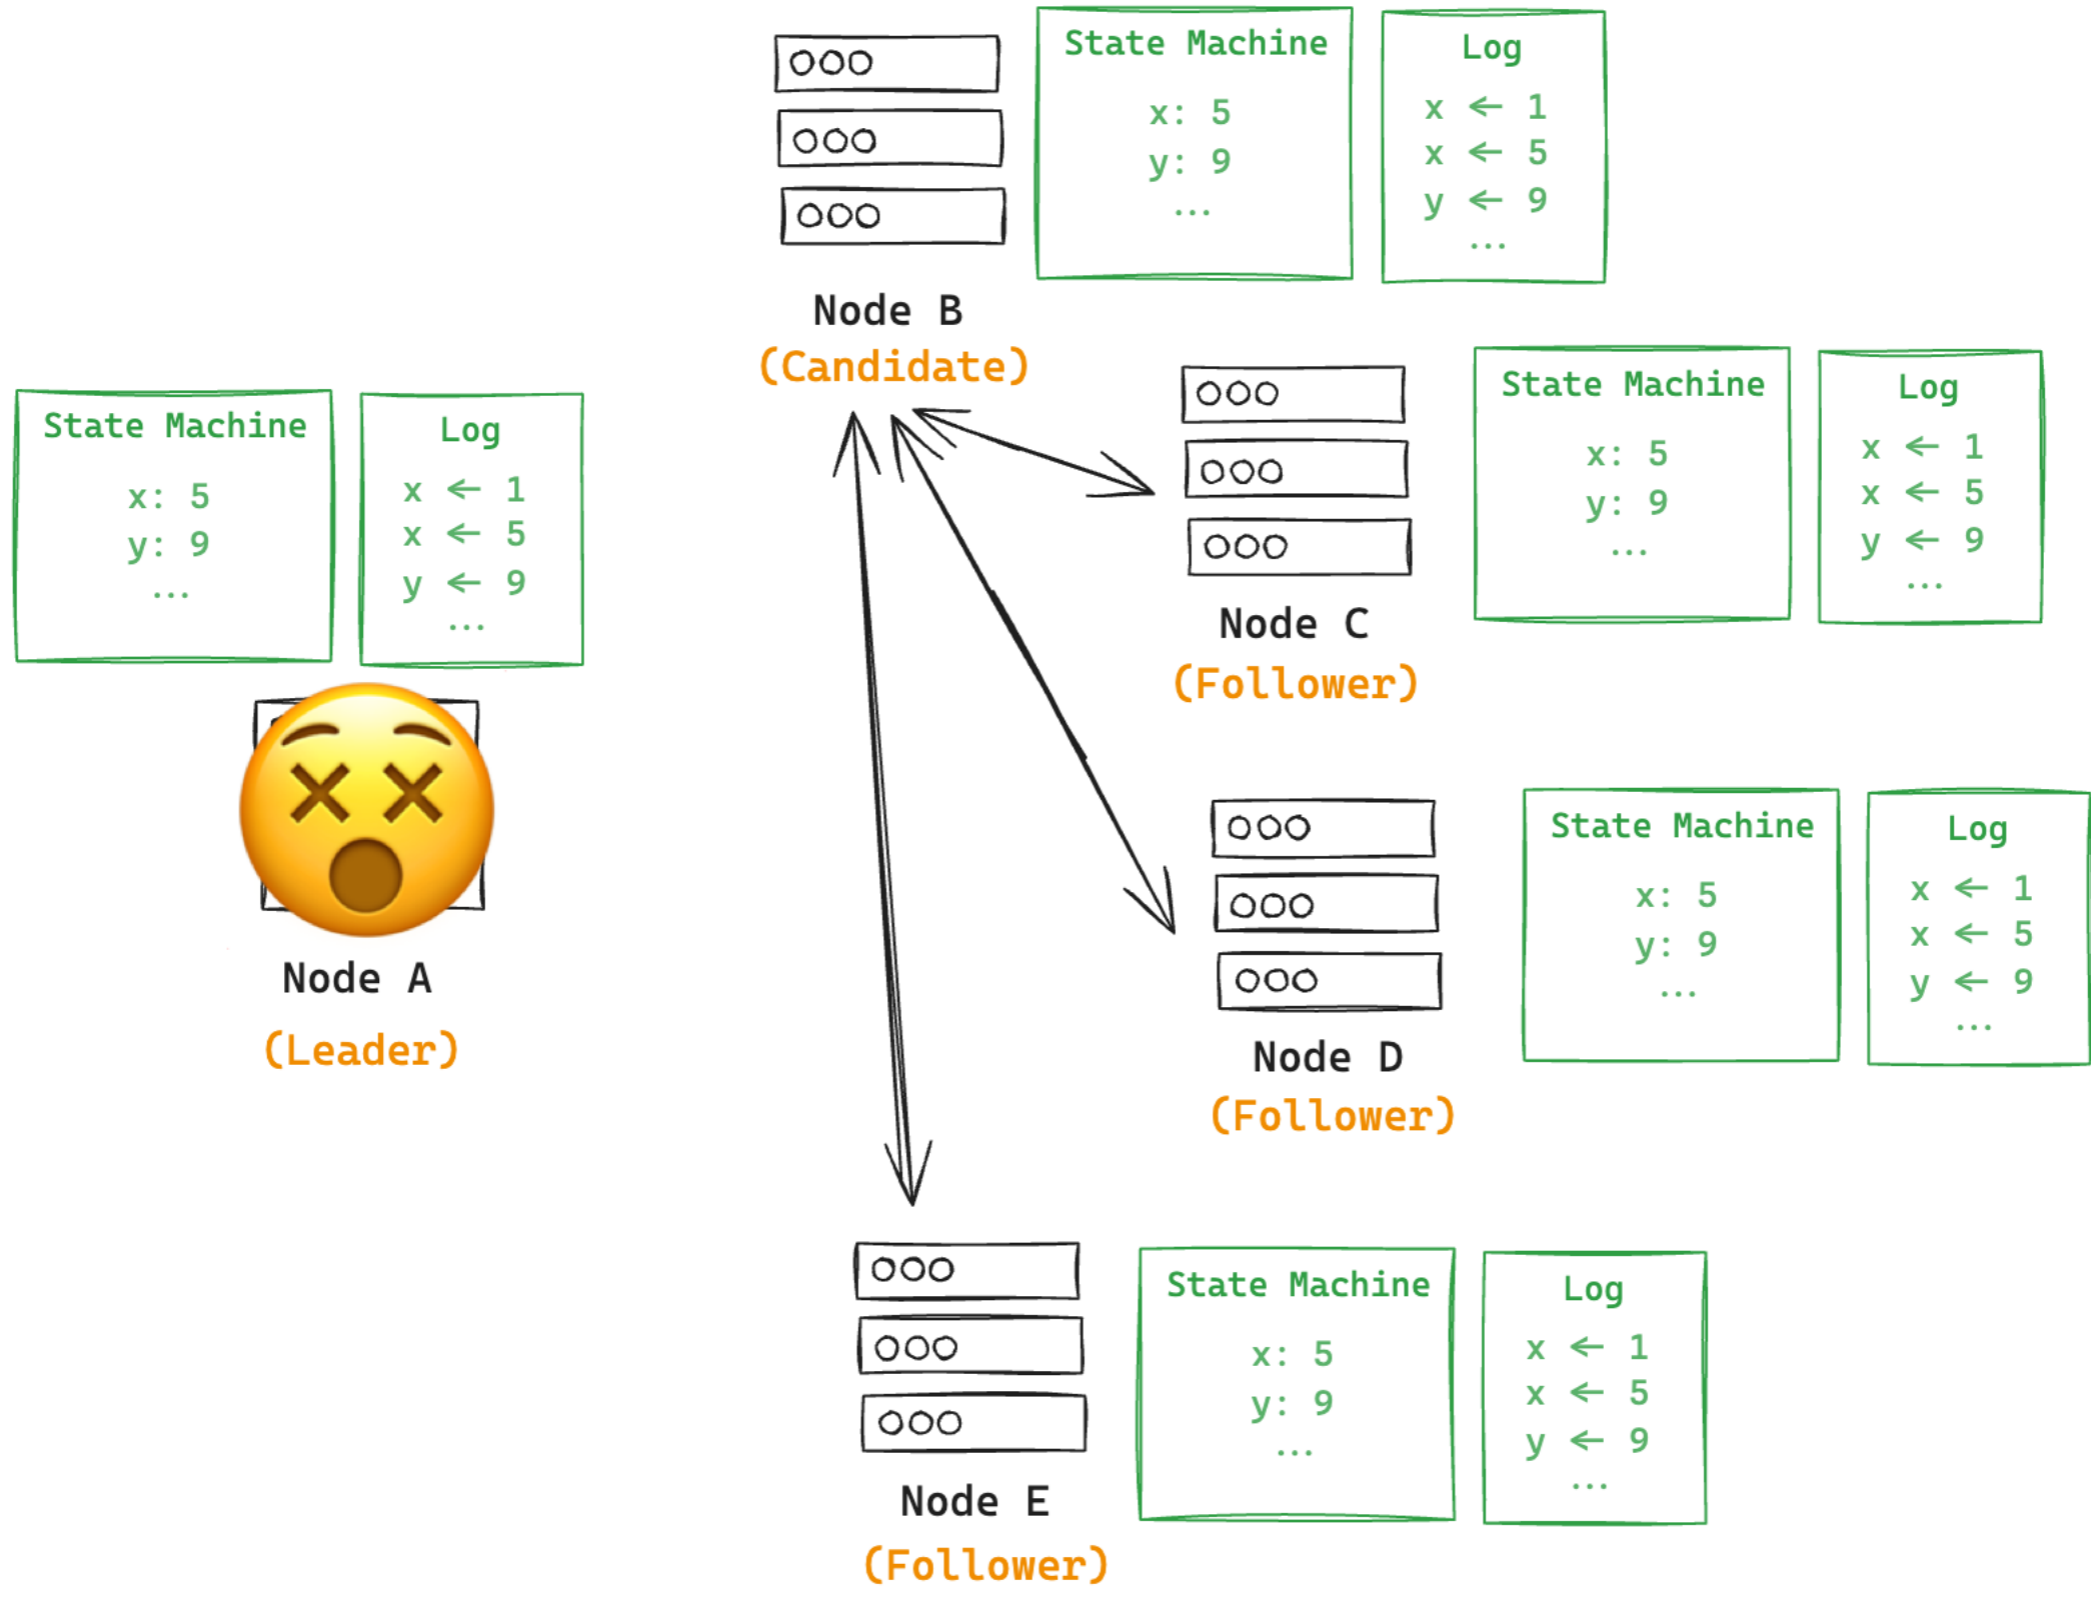 State Machine
x: 5
y: 9
...
Log
x ← 1
x ← 5
y ← 9
...
Node B
(Candidate)
State Machine
x: 5
y: 9
...
Log
x ← 1
x ← 5
y ← 9
...
Node C
(Follower)
State Machine
x: 5
y: 9
...
Log
x ← 1
x ← 5
y ← 9
...
Node A
(Leader)
State Machine
x: 5
y: 9
...
Log
x ← 1
x ← 5
y ← 9
...
Node D
(Follower)
State Machine
x: 5
y: 9
...
Log
x ← 1
x ← 5
y ← 9
...
Node E
(Follower)